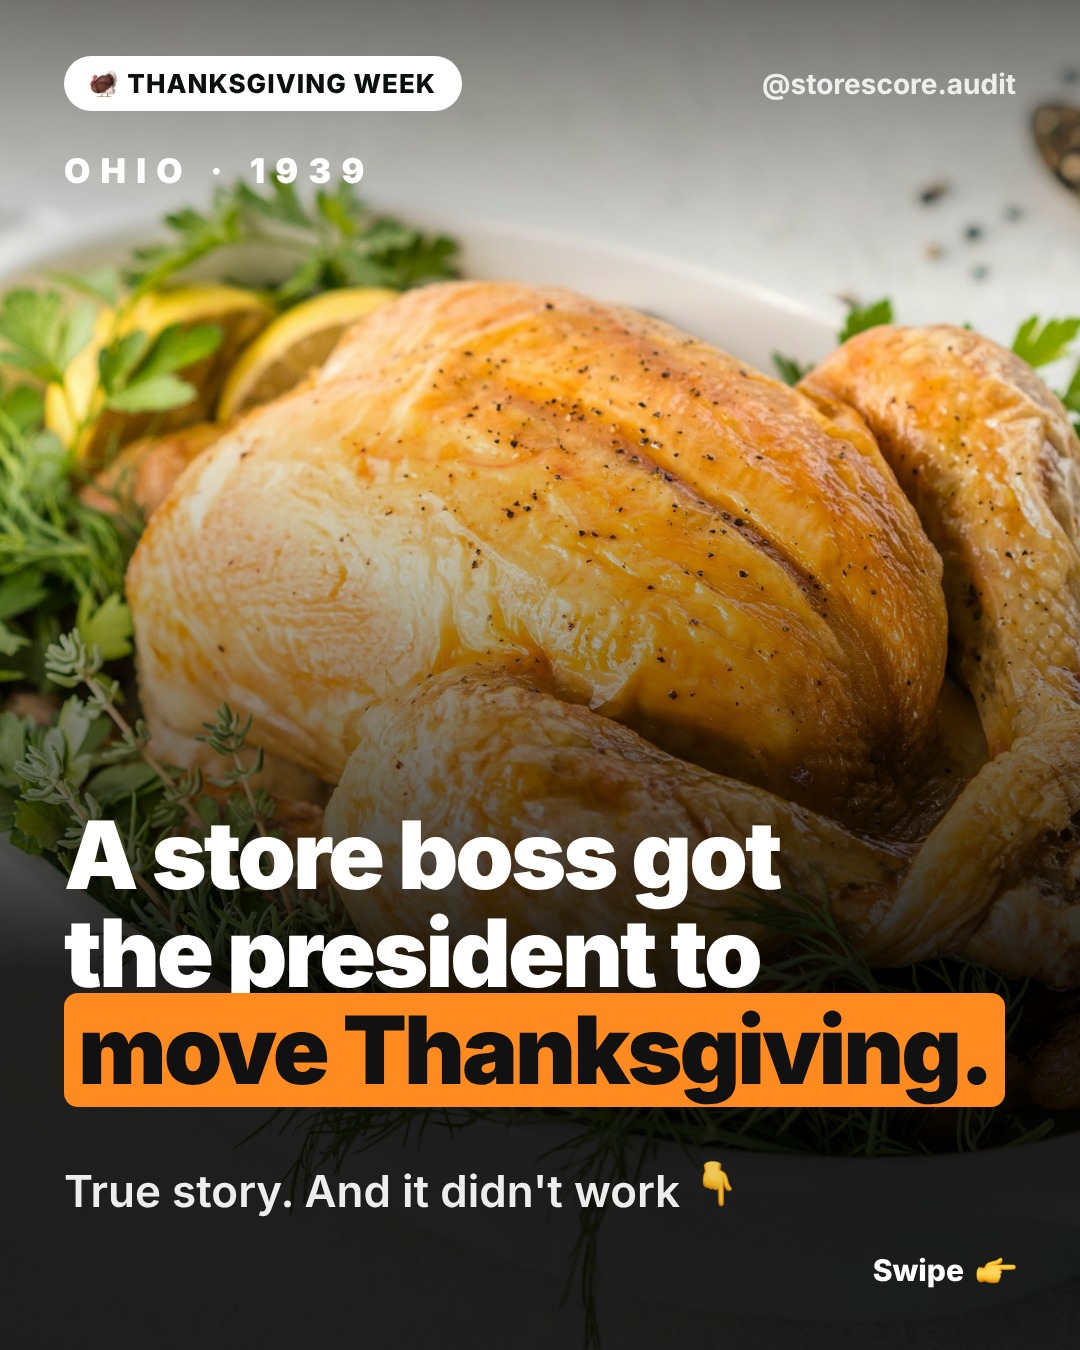 🦃 THANKSGIVING WEEK
@storescore.audit
OHIO · 1939
A store boss got
the president to
move Thanksgiving.
True story. And it didn't work 👇
Swipe 👉